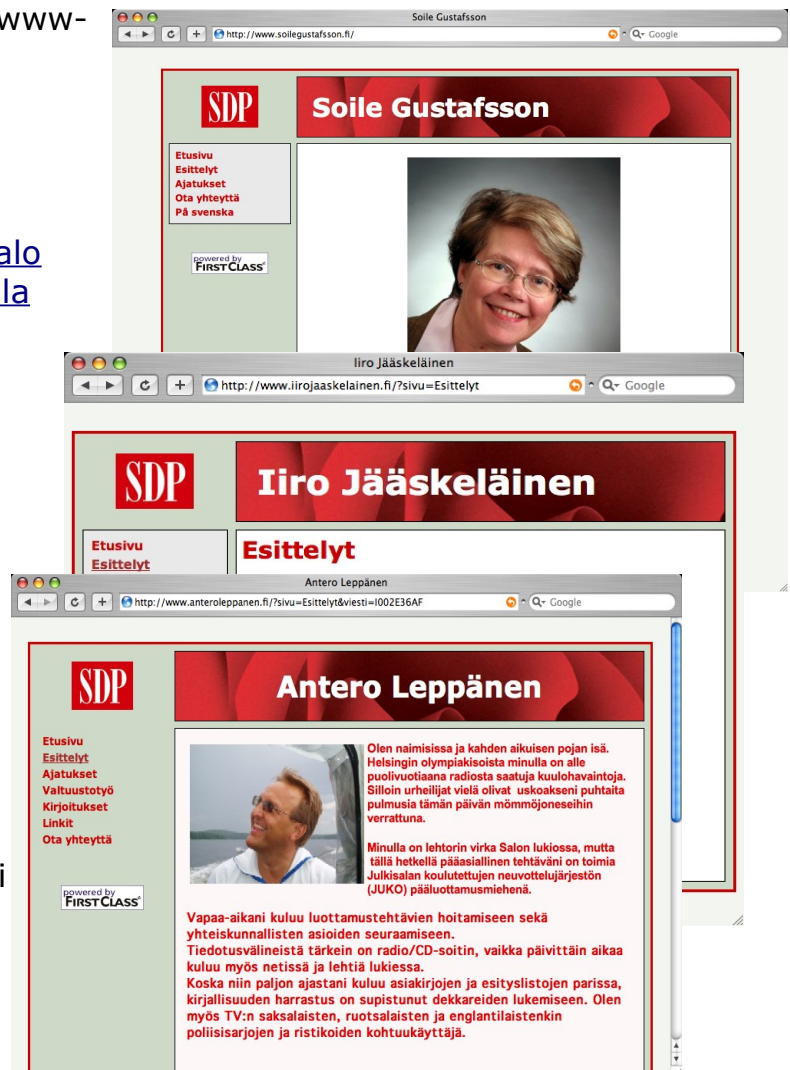 www-
alo
la
i
Soile Gustafsson
http://www.soilegustafsson.fi/
Google
SDP
Soile Gustafsson
Etusivu
Esittelyt
Ajatukset
Ota yhteyttä
På svenska
powered by
FIRSTCLASS
Iiro Jääskeläinen
http://www.iirojaaskelainen.fi/?sivu=Esittelyt
Google
SDP
Iiro Jääskeläinen
Etusivu
Esittelyt
Esittelyt
Antero Leppänen
http://www.anteroleppanen.fi/?sivu=Esittelyt&viesti=I002E36AF
Google
SDP
Antero Leppänen
Etusivu
Esittelyt
Ajatukset
Valtuustotyö
Kirjoitukset
Linkit
Ota yhteyttä
powered by
FIRSTCLASS
Olen naimisissa ja kahden aikuisen pojan isä.
Helsingin olympiakisoista minulla on alle
puolivuotiaana radiosta saatuja kuulohavaintoja.
Silloin urheilijat vielä olivat uskoakseni puhtaita
pulmusia tämän päivän mömmöjoneseihin
verrattuna.
Minulla on lehtorin virka Salon lukiossa, mutta
tällä hetkellä pääasiallinen tehtäväni on toimia
Julkisalan koulutettujen neuvottelujärjestön
(JUKO) pääluottamusmiehenä.
Vapaa-aikani kuluu luottamustehtävien hoitamiseen sekä
yhteiskunnallisten asioiden seuraamiseen.
Tiedotusvälineistä tärkein on radio/CD-soitin, vaikka päivittäin aikaa
kuluu myös netissä ja lehtiä lukiessa.
Koska niin paljon ajastani kuluu asiakirjojen ja esityslistojen parissa,
kirjallisuuden harrastus on supistunut dekkareiden lukemiseen. Olen
myös TV:n saksalaisten, ruotsalaisten ja englantilaistenkin
poliisisarjojen ja ristikoiden kohtuukäyttäjä.